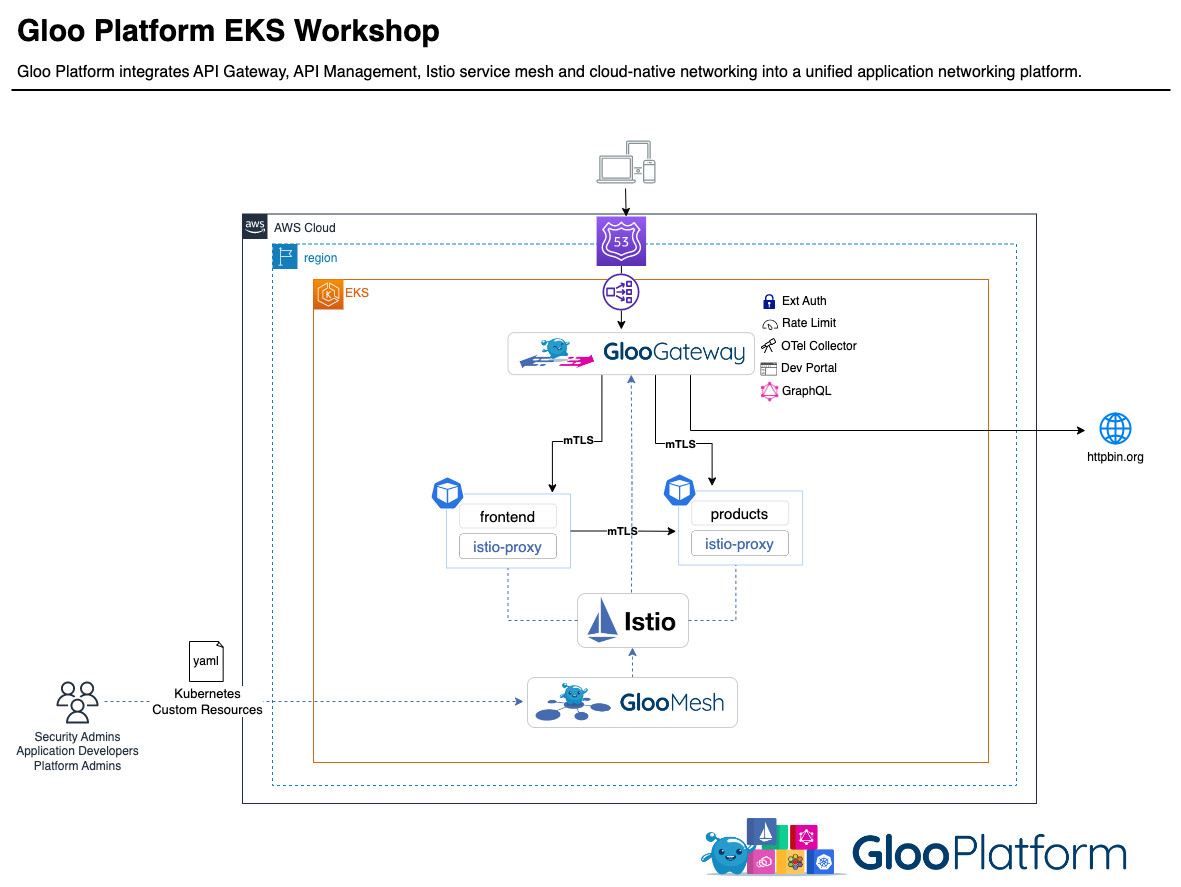 Gloo Platform EKS Workshop
Gloo Platform integrates API Gateway, API Management, Istio service mesh and cloud-native networking into a unified application networking platform.
aws
AWS Cloud
53
region
EKS
GlooGateway
Ext Auth
Rate Limit
OTel Collector
Dev Portal
GraphQL
mTLS
mTLS
httpbin.org
frontend
istio-proxy
mTLS
products
istio-proxy
Istio
yaml
Kubernetes
Custom Resources
GlooMesh
Security Admins
Application Developers
Platform Admins
GlooPlatform